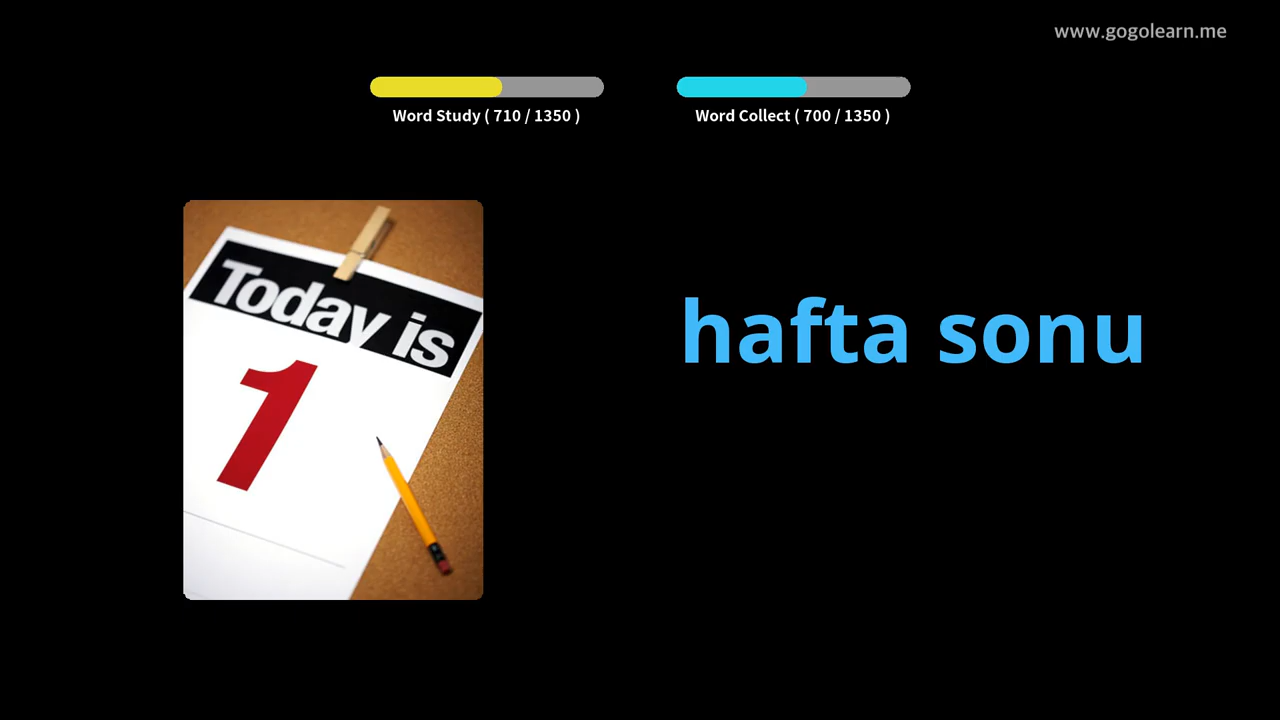 www.gogolearn.me
Word Study ( 710 / 1350 )
Word Collect ( 700 / 1350 )
Today is
1
hafta sonu